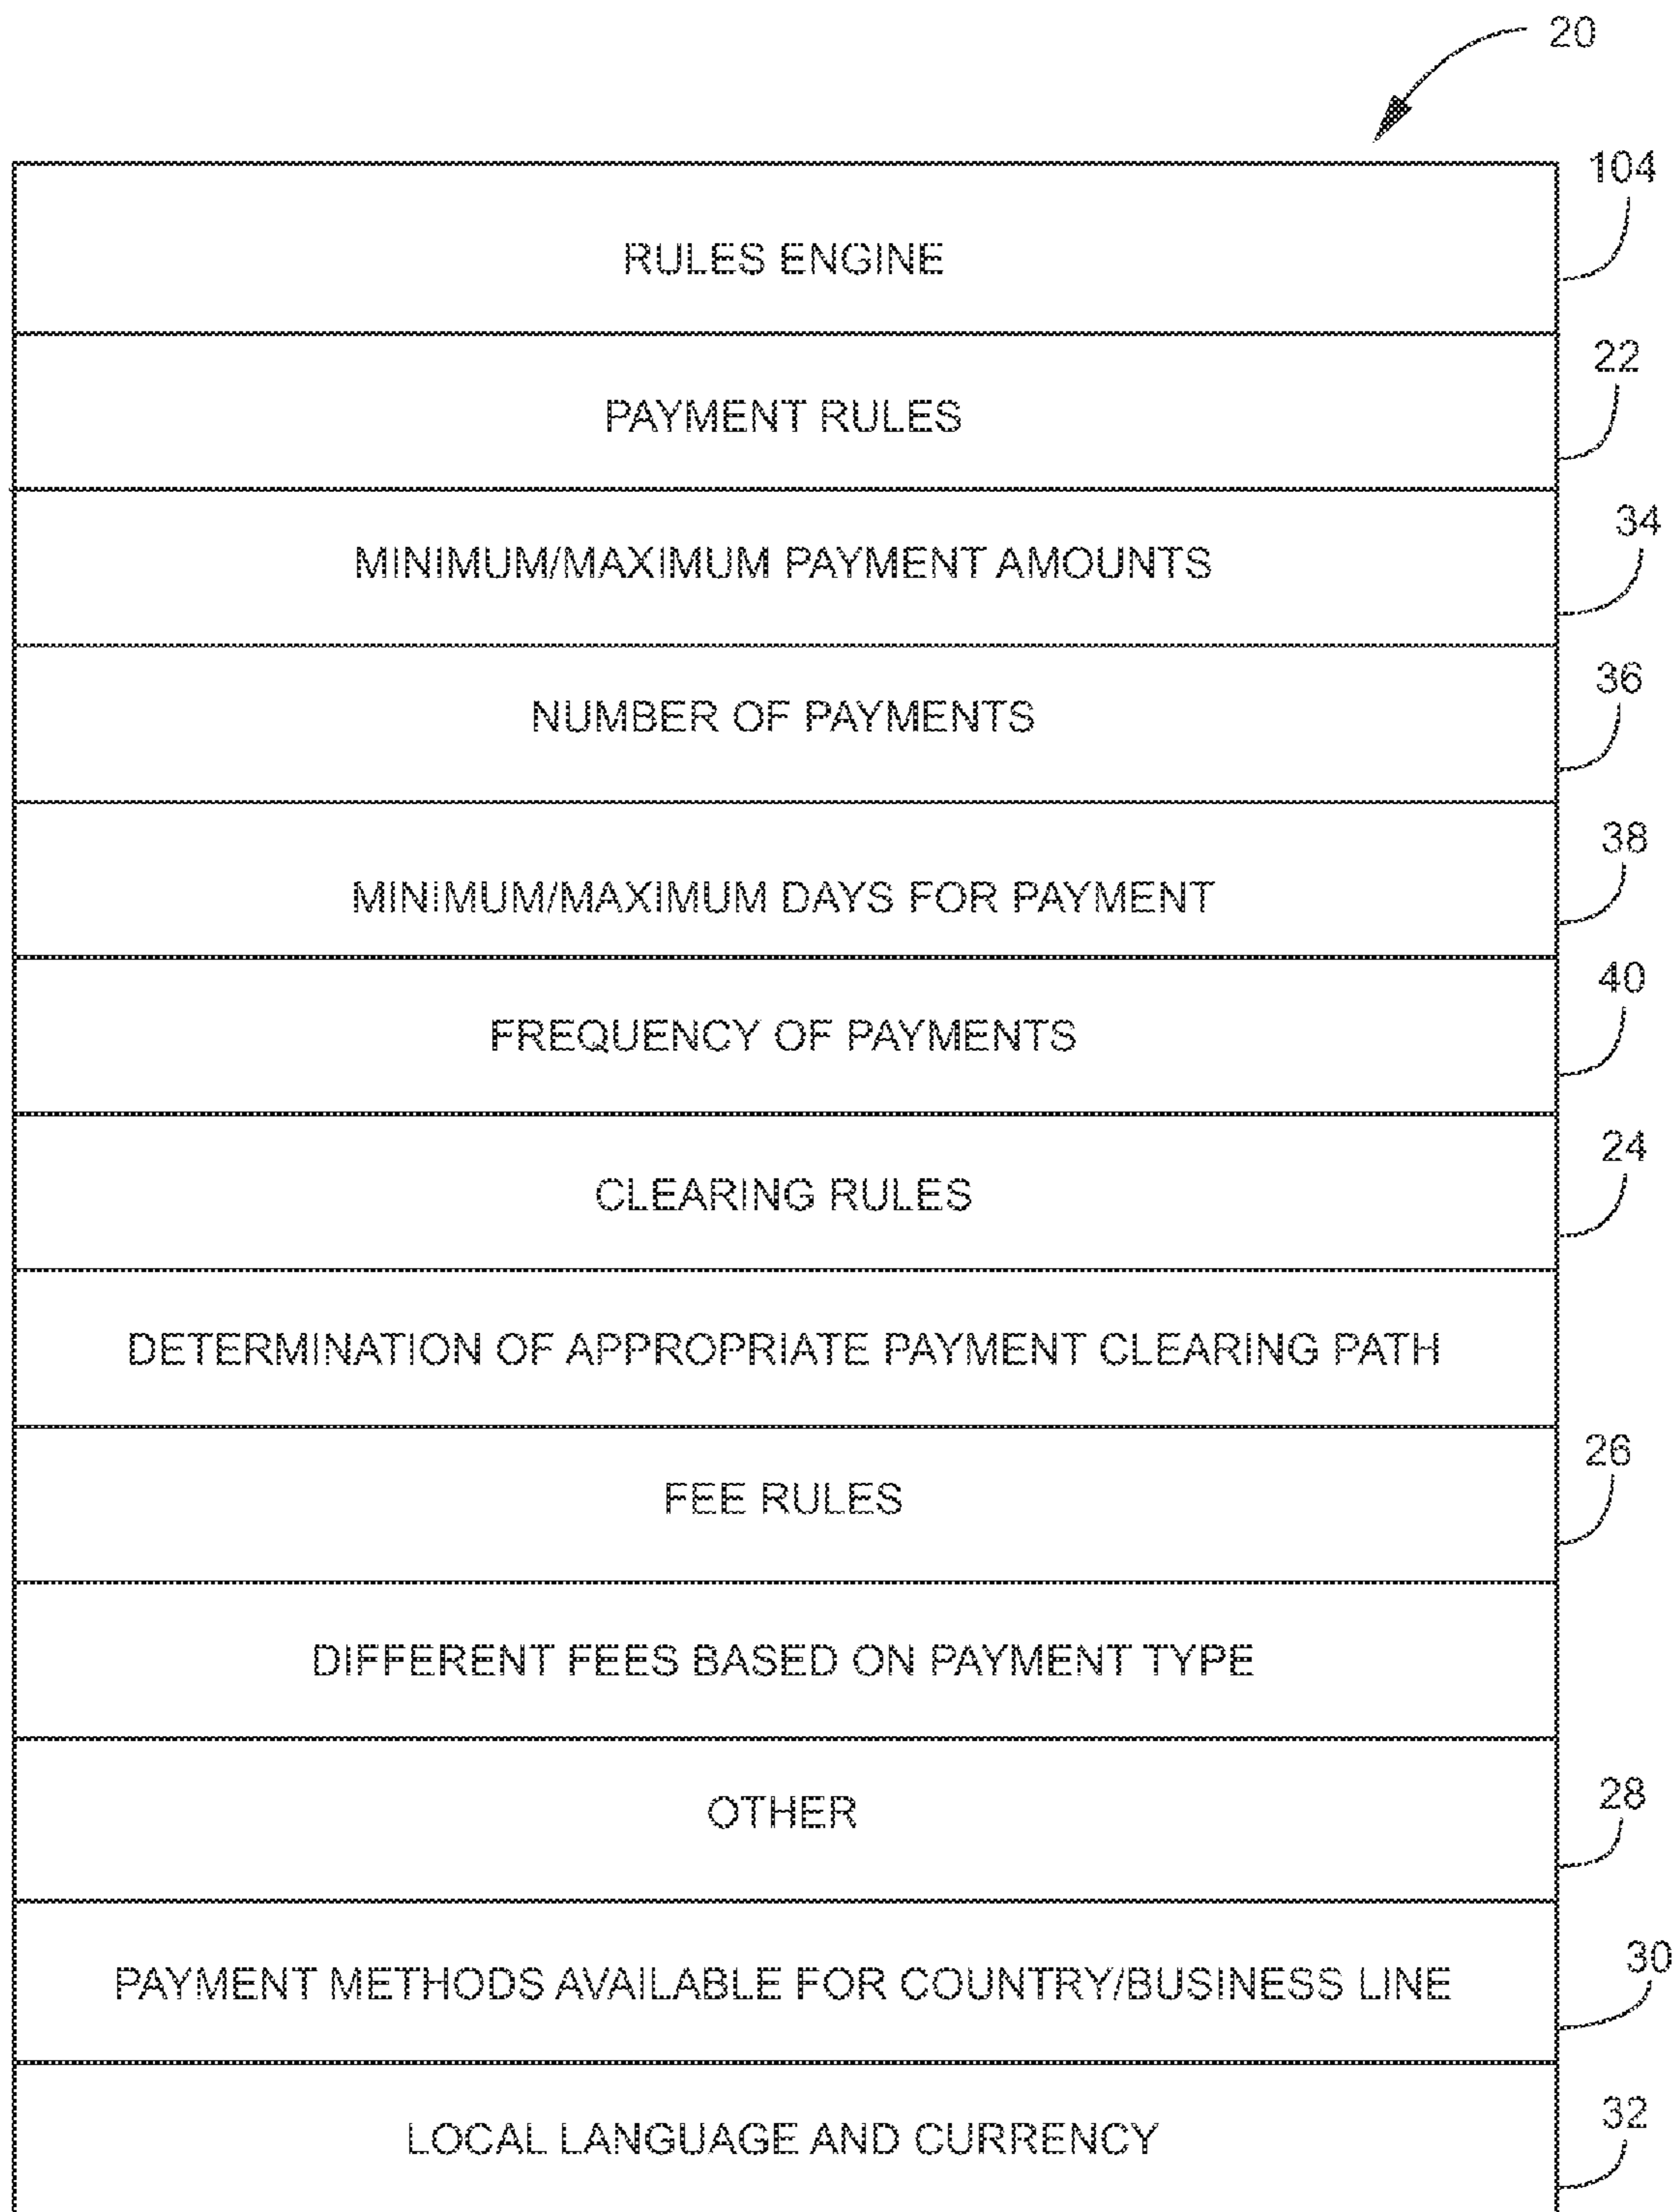 20
104
RULES ENGINE
22
PAYMENT RULES
34
MINIMUM/MAXIMUM PAYMENT AMOUNTS
36
NUMBER OF PAYMENTS
38
MINIMUM/MAXIMUM DAYS FOR PAYMENT
40
FREQUENCY OF PAYMENTS
24
CLEARING RULES
DETERMINATION OF APPROPRIATE PAYMENT CLEARING PATH
26
FEE RULES
DIFFERENT FEES BASED ON PAYMENT TYPE
28
OTHER
30
PAYMENT METHODS AVAILABLE FOR COUNTRY/BUSINESS LINE
32
LOCAL LANGUAGE AND CURRENCY